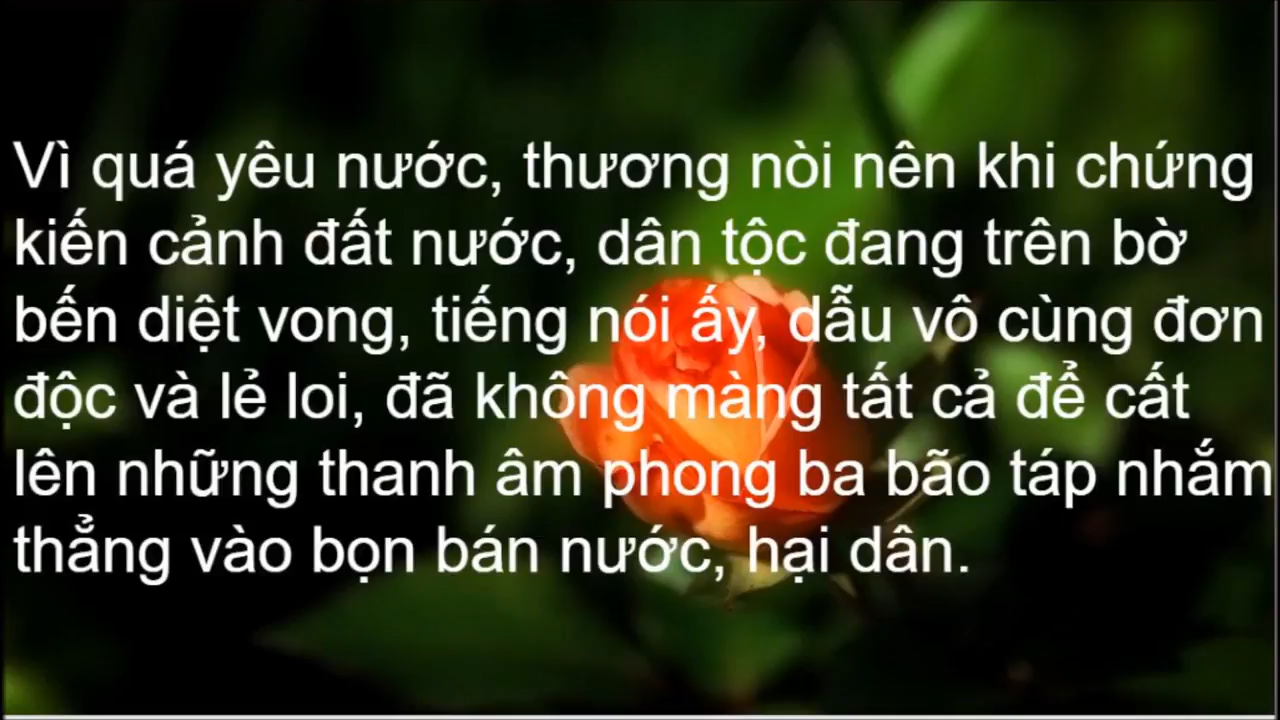 Vì quá yêu nước, thương nòi nên khi chứng
kiến cảnh đất nước, dân tộc đang trên bờ
bến diệt vong, tiếng nói ấy, dẫu vô cùng đơn
độc và lẻ loi, đã không màng tất cả để cất
lên những thanh âm phong ba bão táp nhắm
thẳng vào bọn bán nước, hại dân.